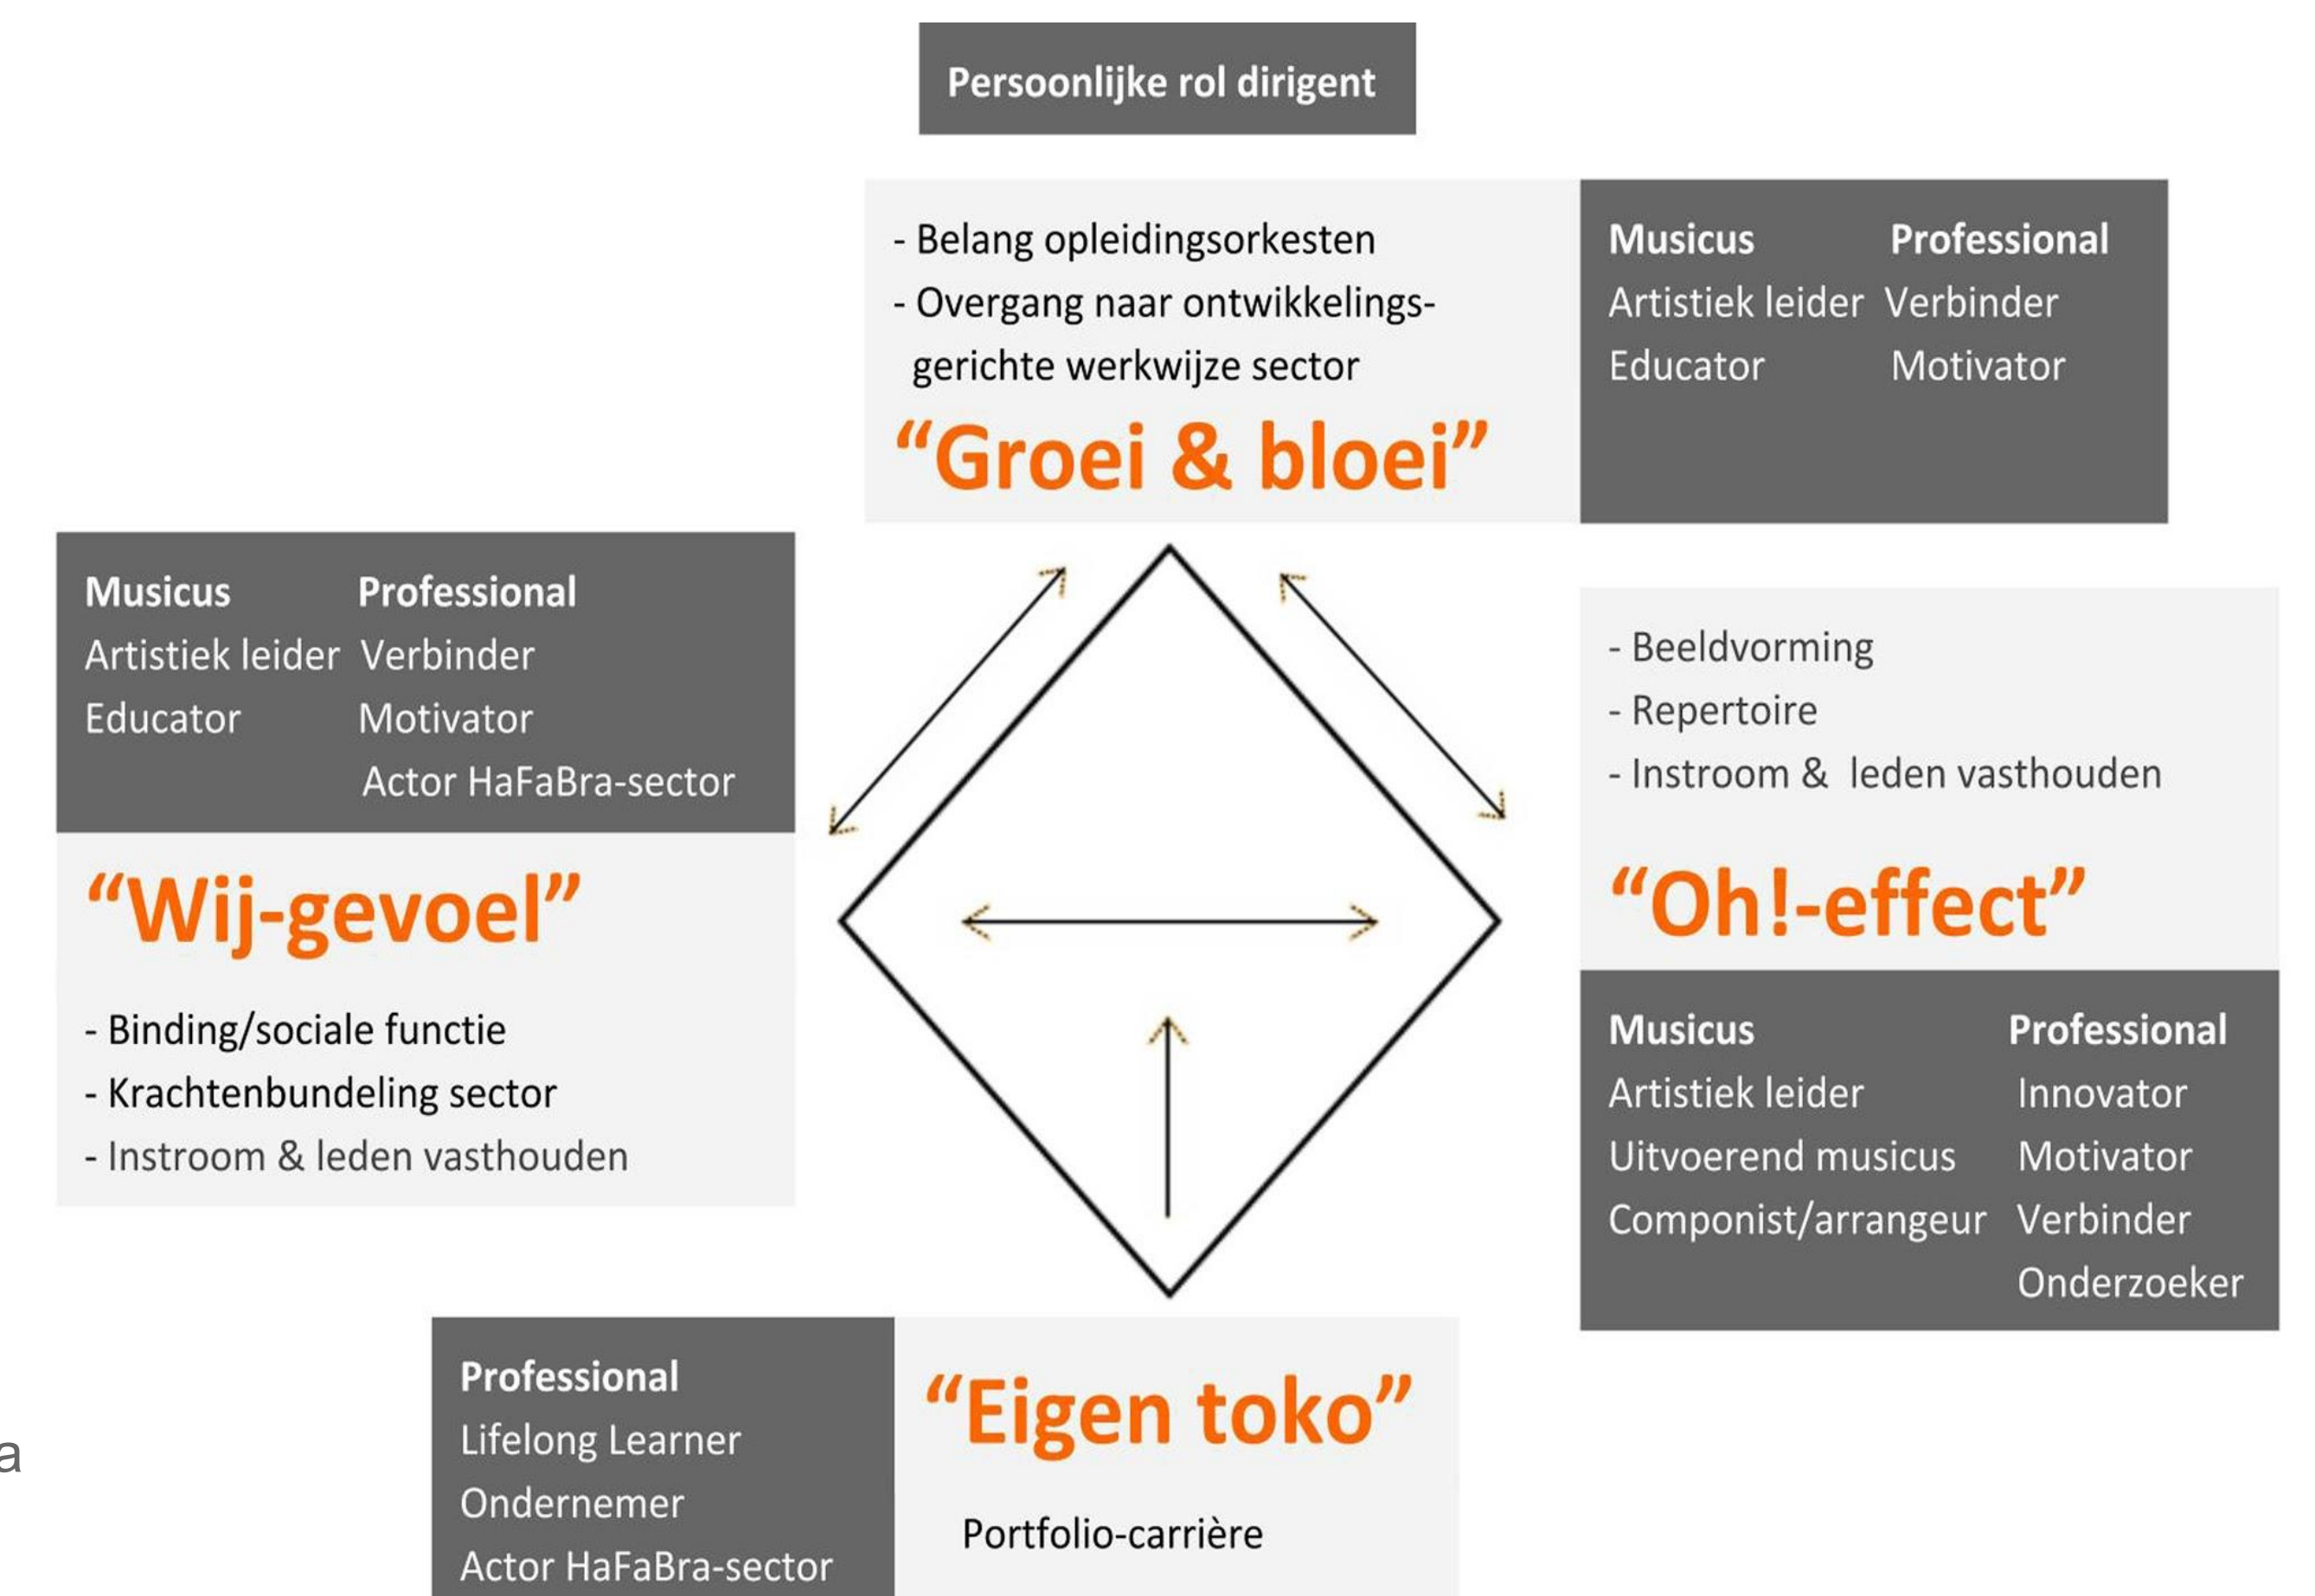 Persoonlijke rol dirigent
- Belang opleidingsorkesten
- Overgang naar ontwikkelings-
gerichte werkwijze sector
“Groei & bloei”
Musicus Professional
Artistiek leider Verbinder
Educator Motivator
Musicus Professional
Artistiek leider Verbinder
Educator Motivator
Actor HaFaBra-sector
“Wij-gevoel”
- Binding/sociale functie
- Krachtenbundeling sector
- Instroom & leden vasthouden
- Beeldvorming
- Repertoire
- Instroom & leden vasthouden
“Oh!-effect”
Musicus Professional
Artistiek leider Innovator
Uitvoerend musicus Motivator
Componist/arrangeur Verbinder
Onderzoeker
a
Professional
Lifelong Learner
Ondernemer
Actor HaFaBra-sector
“Eigen toko”
Portfolio-carrière